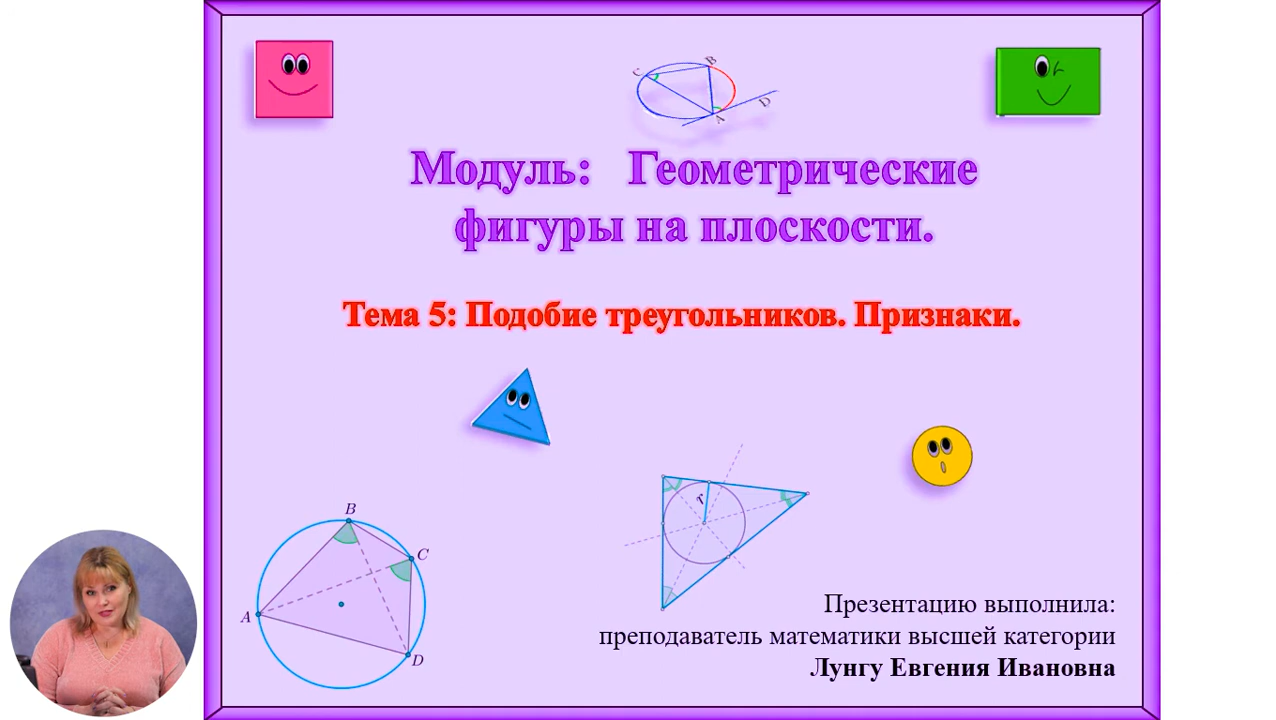 C
B
A
D
Модуль: Геометрические
фигуры на плоскости.
Тема 5: Подобие треугольников. Признаки.
r
B
C
A
D
Презентацию выполнила:
преподаватель математики высшей категории
Лунгу Евгения Ивановна